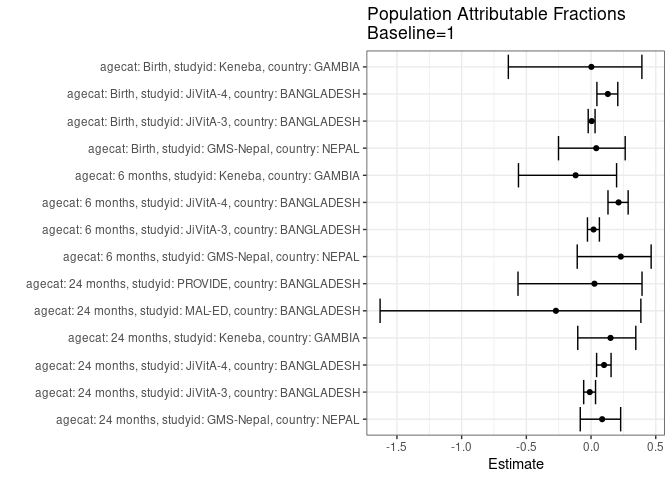 Population Attributable Fractions
Baseline=1
agecat: Birth, studyid: Keneba, country: GAMBIA
agecat: Birth, studyid: JiVitA-4, country: BANGLADESH
agecat: Birth, studyid: JiVitA-3, country: BANGLADESH
agecat: Birth, studyid: GMS-Nepal, country: NEPAL
agecat: 6 months, studyid: Keneba, country: GAMBIA
agecat: 6 months, studyid: JiVitA-4, country: BANGLADESH
agecat: 6 months, studyid: JiVitA-3, country: BANGLADESH
agecat: 6 months, studyid: GMS-Nepal, country: NEPAL
agecat: 24 months, studyid: PROVIDE, country: BANGLADESH
agecat: 24 months, studyid: MAL-ED, country: BANGLADESH
agecat: 24 months, studyid: Keneba, country: GAMBIA
agecat: 24 months, studyid: JiVitA-4, country: BANGLADESH
agecat: 24 months, studyid: JiVitA-3, country: BANGLADESH
agecat: 24 months, studyid: GMS-Nepal, country: NEPAL
-1.5 -1.0 -0.5 0.0 0.5
Estimate